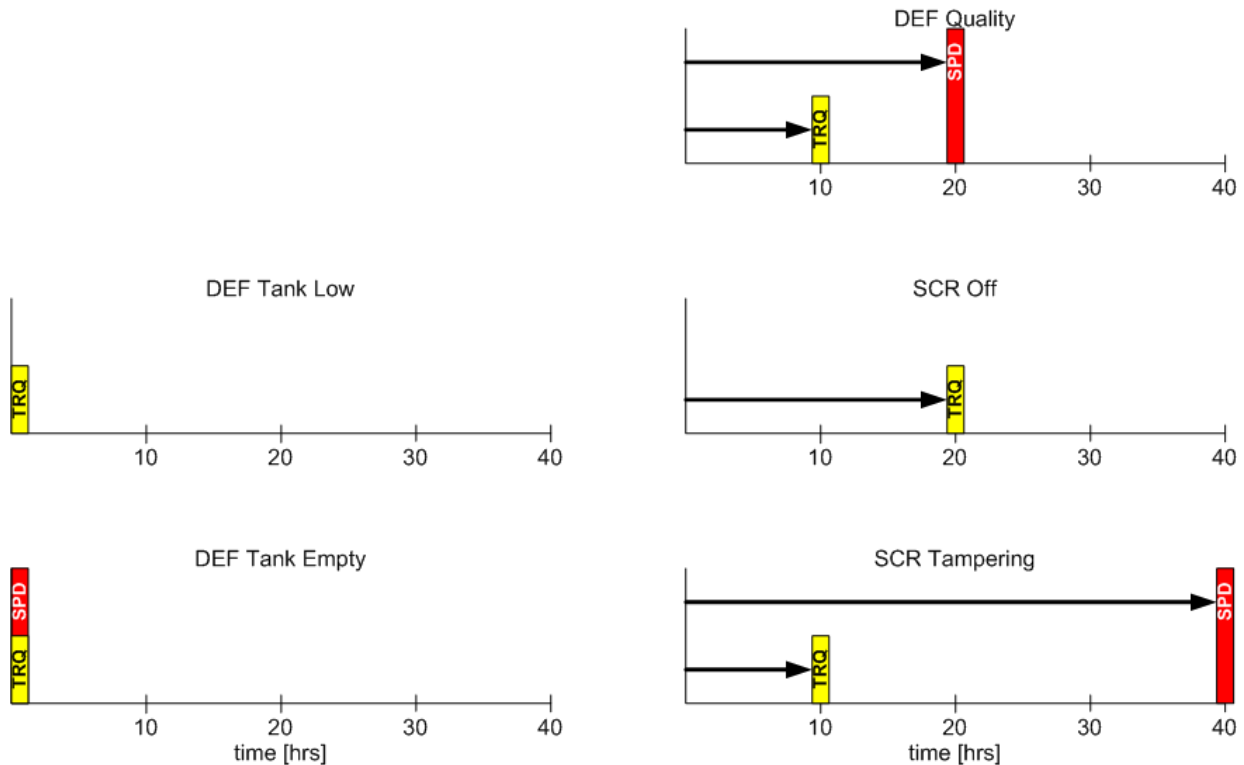 DEF Quality
SPD
TRQ
10 20 30 40
DEF Tank Low
TRQ
10 20 30 40
SCR Off
TRQ
10 20 30 40
DEF Tank Empty
SPD
TRQ
10 20 30 40
time [hrs]
SCR Tampering
SPD
TRQ
10 20 30 40
time [hrs]